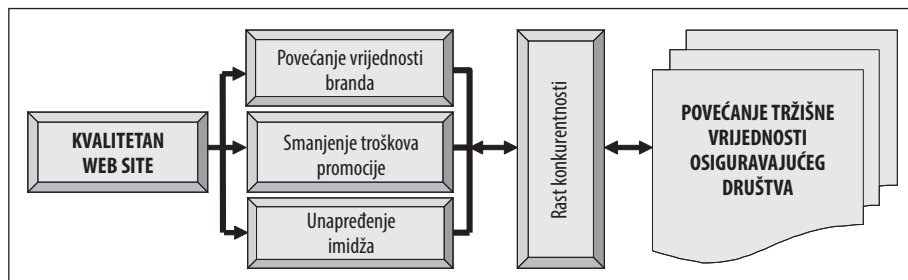 KVALITETAN
WEB SITE
Povećanje vrijednosti
branda
Smanjenje troškova
promocije
Unapređenje
imidža
Rast konkurentnosti
POVEĆANJE TRŽIŠNE
VRIJEDNOSTI
OSIGURAVAJUĆEG
DRUŠTVA